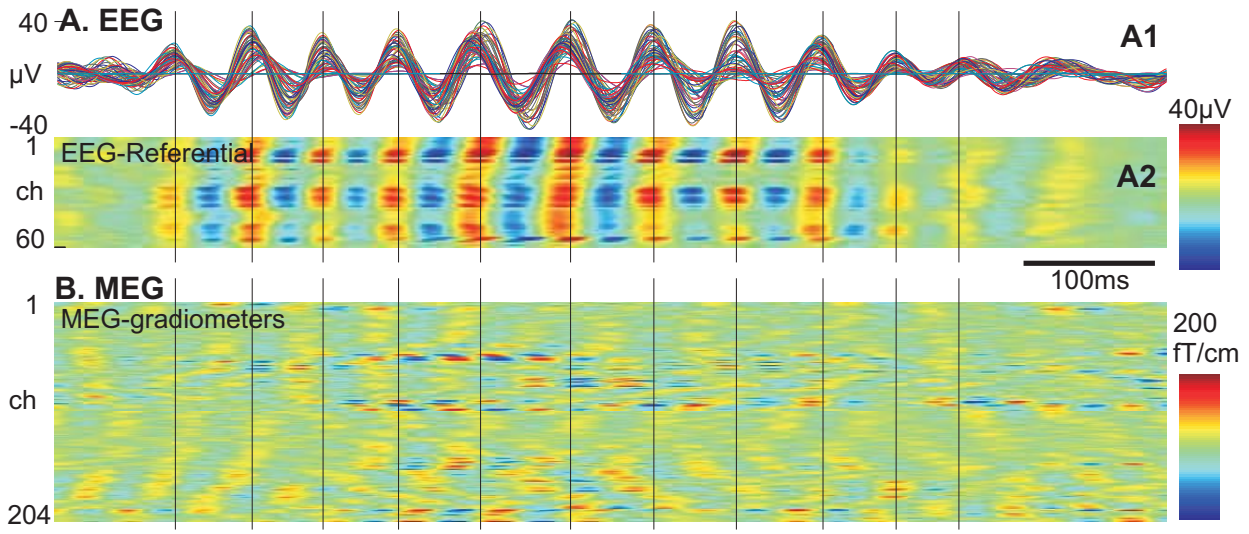 A. EEG
A1
40
µV
-40
40µV
1
EEG-Referential
ch
A2
60
100ms
B. MEG
1
MEG-gradiometers
200
fT/cm
ch
204